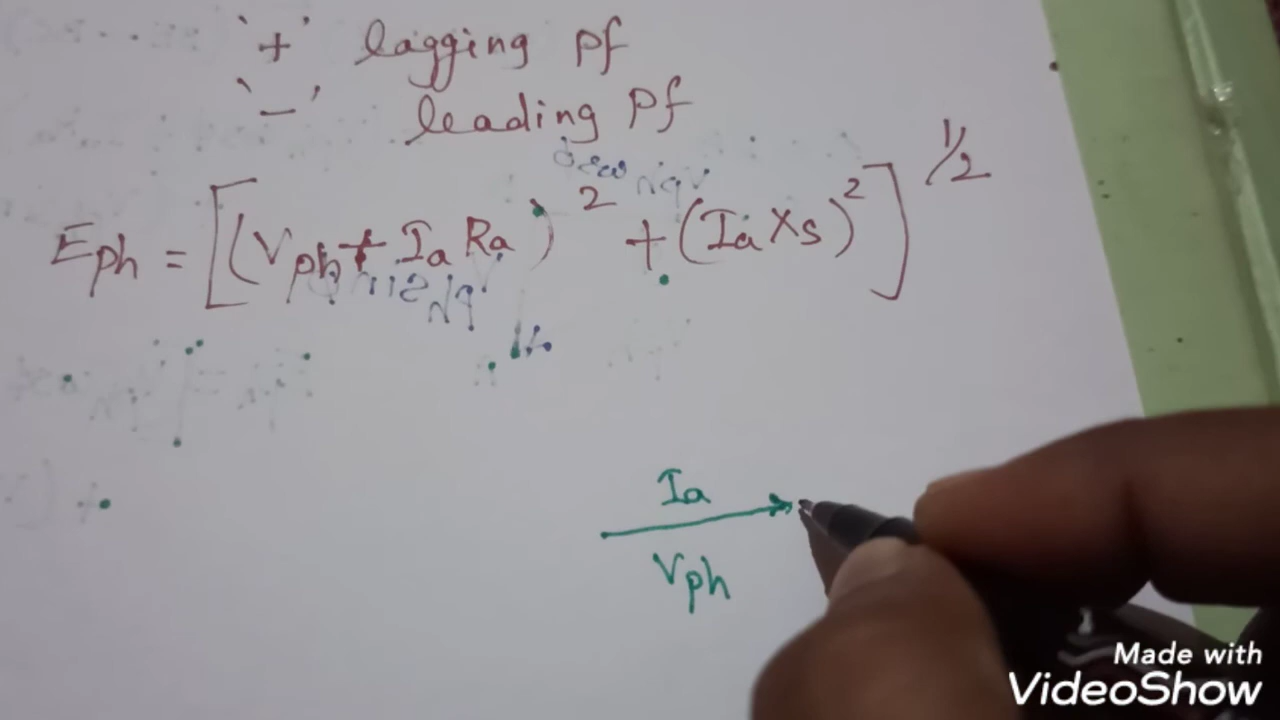 '+' lagging pf
'-' leading pf
Eph = [(Vph + Ia Ra)² + (Ia Xs)²]^1/2
Ia
Vph
Made with
VideoShow